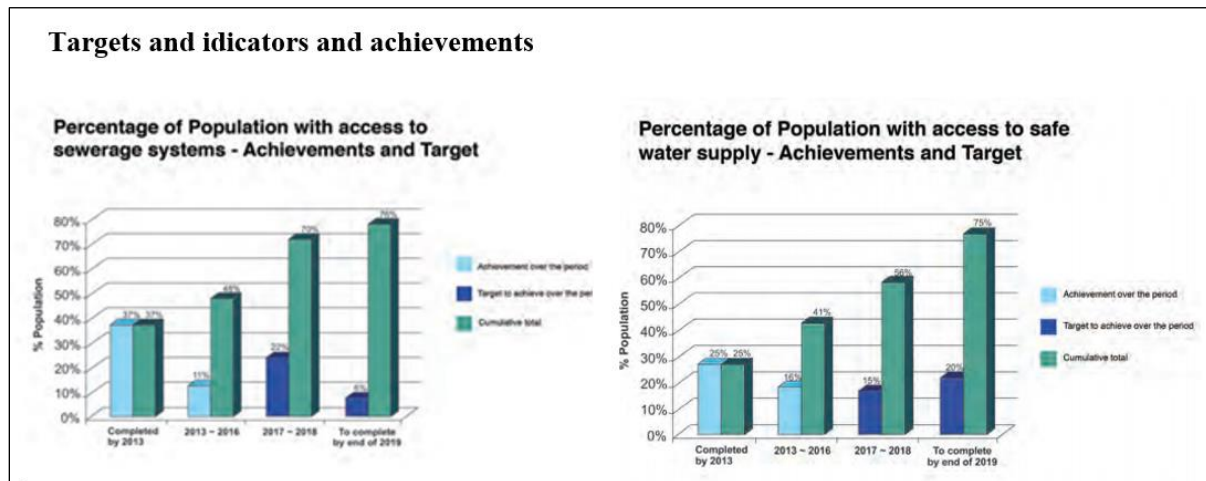 Targets and idicators and achievements
Percentage of Population with access to
sewerage systems - Achievements and Target
% Population
80%
70%
60%
50%
40%
30%
20%
10%
0%
37% 37%
11% 48%
22% 70%
6% 76%
Completed
by 2013
2013 ~ 2016
2017 ~ 2018
To complete
by end of 2019
Achievement over the period
Target to achieve over the
Cumulative total
Percentage of Population with access to safe
water supply - Achievements and Target
% Population
80%
70%
60%
50%
40%
30%
20%
10%
0%
25% 25%
16% 41%
15% 56%
20% 75%
Completed
by 2013
2013 ~ 2016
2017 ~ 2018
To complete
by end of 2019
Achievement over the period
Target to achieve over the period
Cumulative total